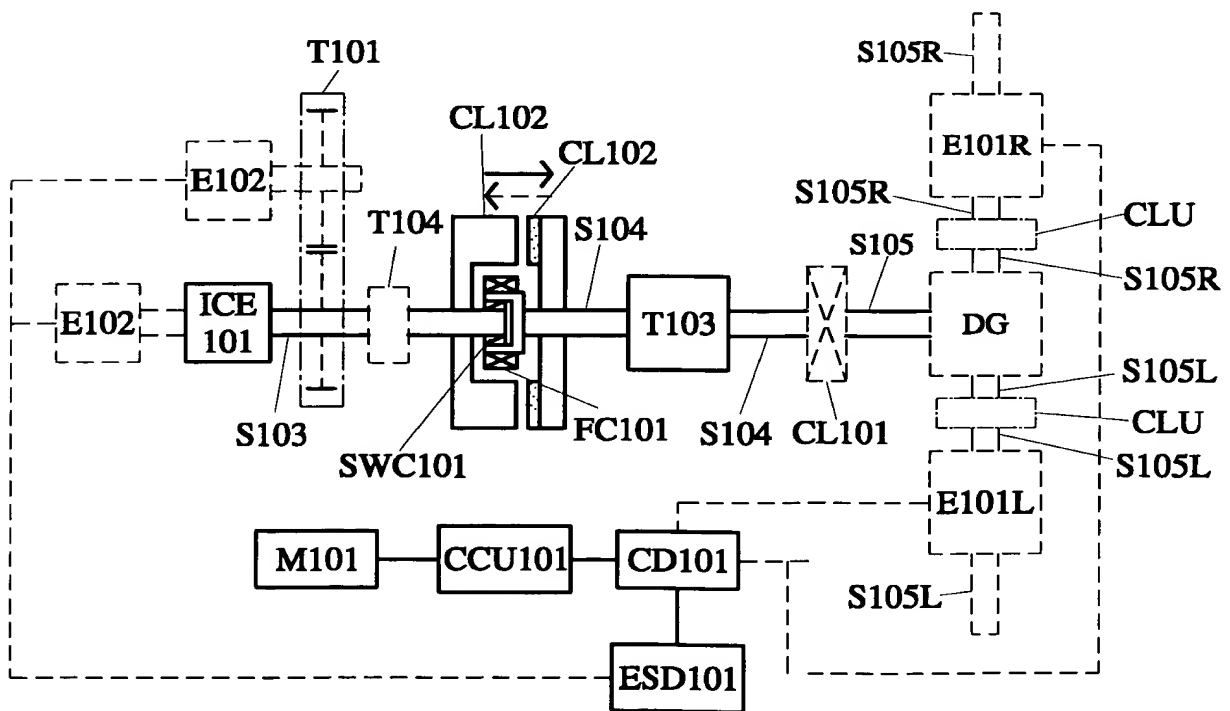 T101
S105R
CL102
CL102
E101R
E102
S105R
CLU
T104
S104
S105
S105R
E102
ICE
101
T103
DG
S105L
S103
FC101
S104
CL101
CLU
SWC101
S105L
E101L
M101
CCU101
CD101
S105L
ESD101